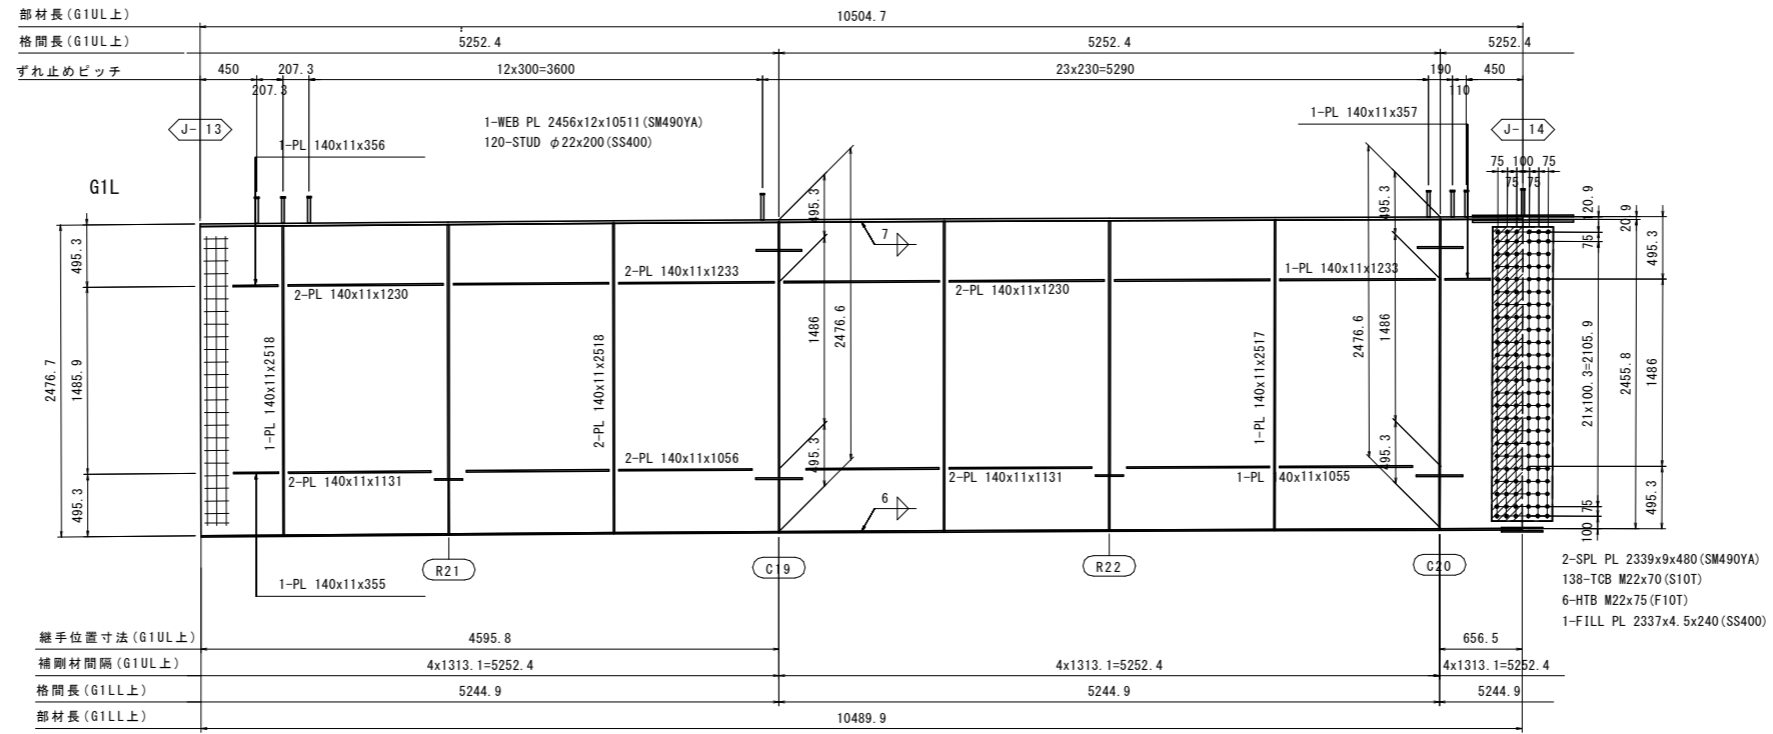 部材長(G1UL上)
10504.7
格間長(G1UL上)
5252.4
5252.4
5252.4
ずれ止めピッチ
450
207.3
12x300=3600
23x230=5290
190
450
207.3
110
J-13
1-WEB PL 2456x12x10511(SM490YA)
120-STUD φ22x200(SS400)
1-PL 140x11x357
J-14
1-PL 140x11x356
75 100 75
75 75
G1L
495.3
495.3
120.9
20.9
7
75
495.3
495.3
2-PL 140x11x1233
1-PL 140x11x1233
2-PL 140x11x1230
2-PL 140x11x1230
2476.7
1485.9
1-PL 140x11x2518
2-PL 140x11x2518
1486
2476.6
1-PL 140x11x2517
2476.6
1486
21x100.3=2105.9
2455.8
1486
2-PL 140x11x1056
495.3
495.3
2-PL 140x11x1131
2-PL 140x11x1131
1-PL 140x11x1055
495.3
6
75
495.3
100
R21
C19
R22
C20
1-PL 140x11x355
2-SPL PL 2339x9x480(SM490YA)
138-TCB M22x70(S10T)
6-HTB M22x75(F10T)
1-FILL PL 2337x4.5x240(SS400)
継手位置寸法(G1UL上)
4595.8
656.5
補剛材間隔(G1UL上)
4x1313.1=5252.4
4x1313.1=5252.4
4x1313.1=5252.4
格間長(G1LL上)
5244.9
5244.9
5244.9
部材長(G1LL上)
10489.9